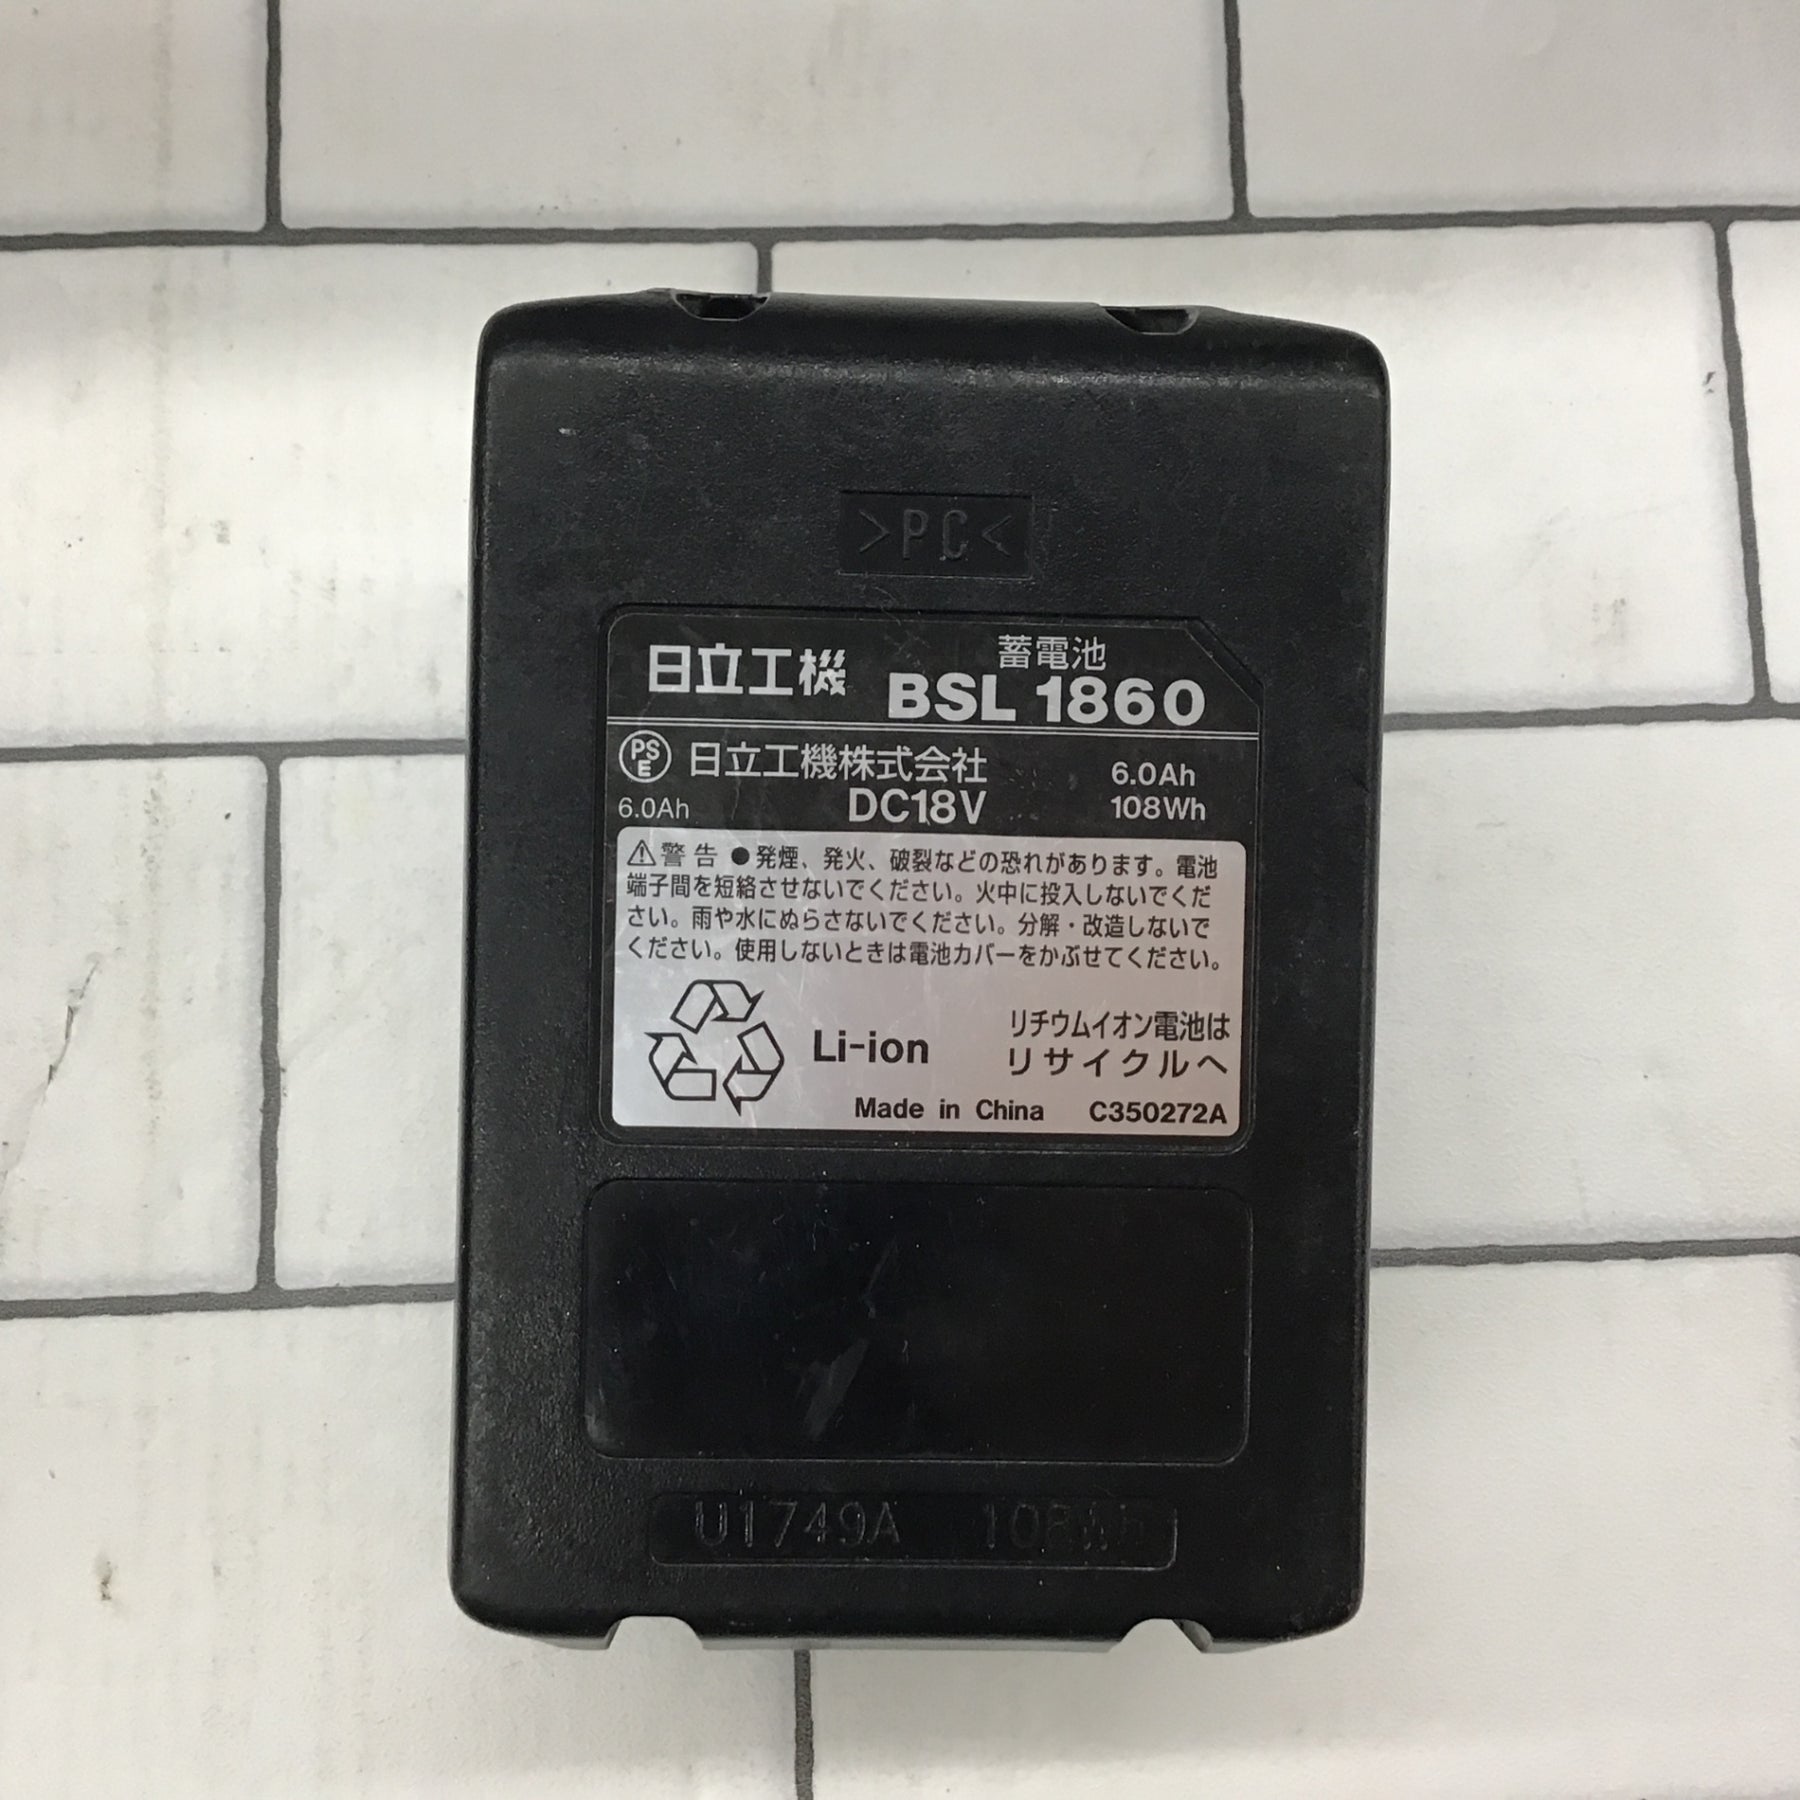 >PC<
日立工機
蓄電池
BSL 1860
PSE 日立工機株式会社
6.0Ah
6.0Ah
DC18V
108Wh
⚠警告 ●発煙、発火、破裂などの恐れがあります。電池
端子間を短絡させないでください。火中に投入しないでくだ
さい。雨や水にぬらさないでください。分解・改造しないで
ください。使用しないときは電池カバーをかぶせてください。
Li-ion
リチウムイオン電池は
リサイクルへ
Made in China C350272A
U1749A